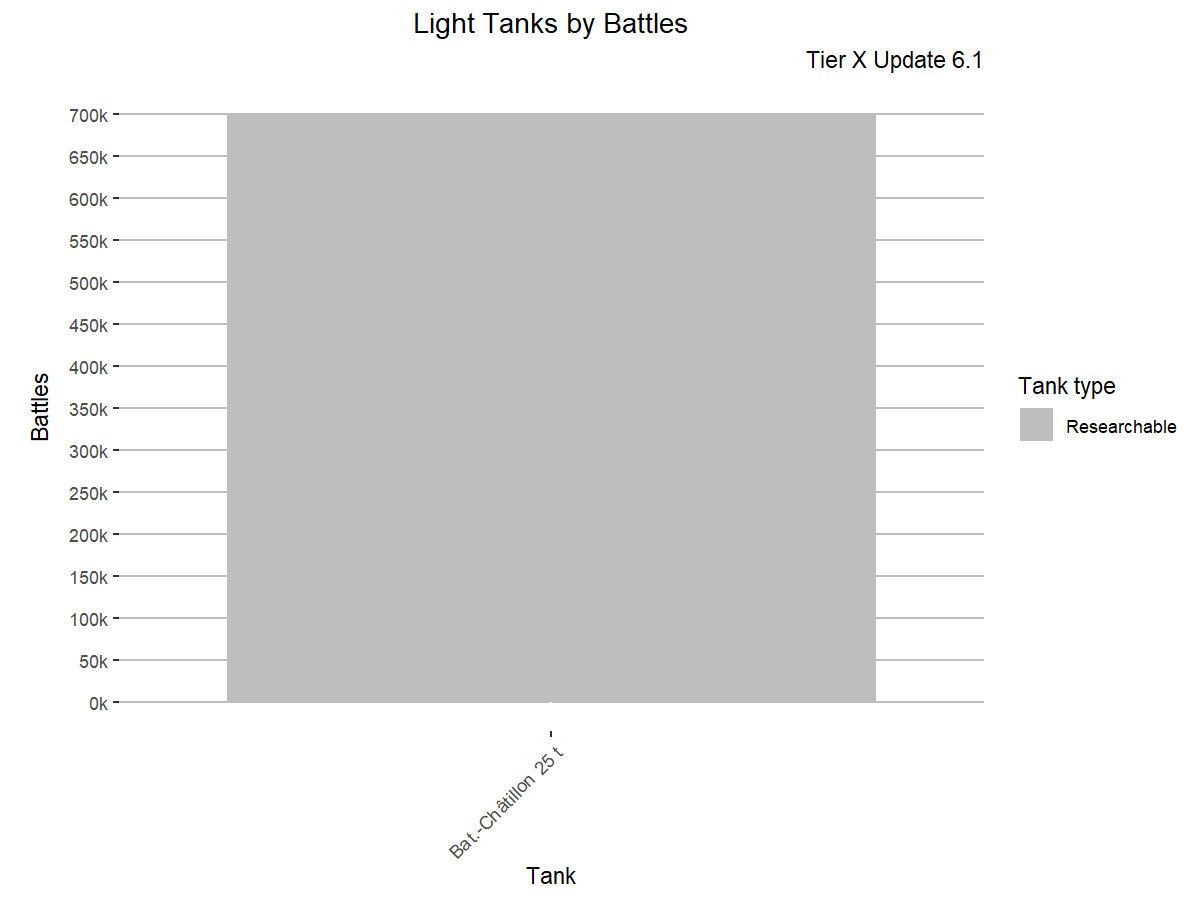 Light Tanks by Battles
Tier X Update 6.1
700k
650k
600k
550k
500k
450k
400k
350k
300k
250k
200k
150k
100k
50k
0k
Battles
Bat.-Châtillon 25 t
Tank
Tank type
Researchable